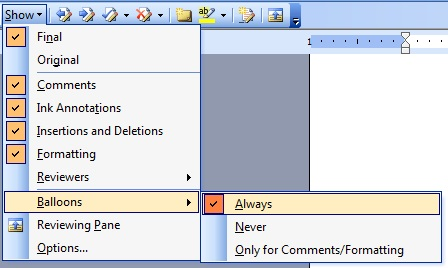 Show
Final
Original
Comments
Ink Annotations
Insertions and Deletions
Formatting
Reviewers
Balloons
Reviewing Pane
Options...
1
Always
Never
Only for Comments/Formatting